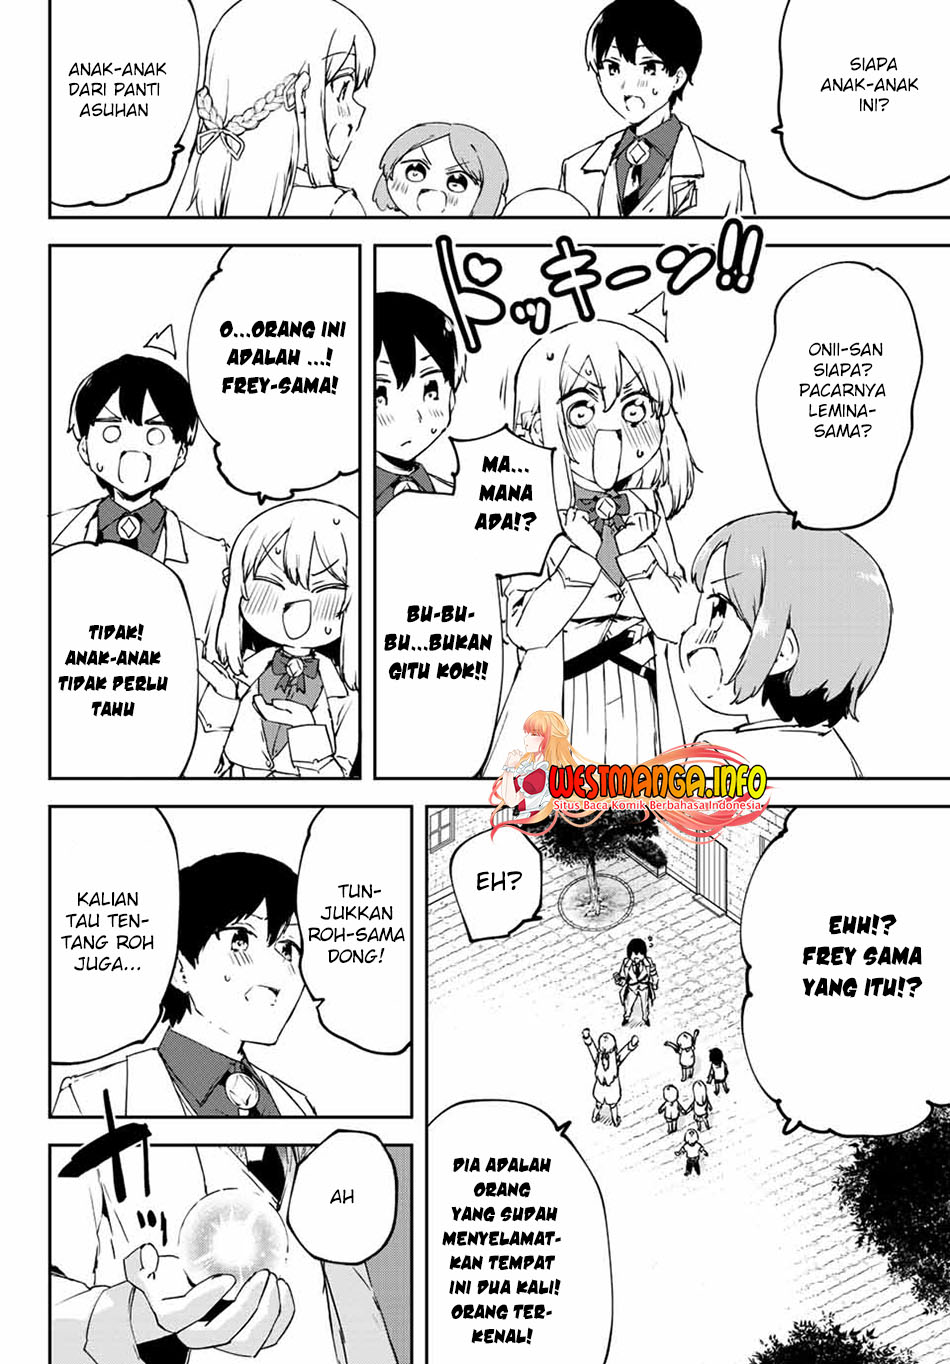 SIAPA
ANAK-ANAK
INI?
ANAK-ANAK
DARI PANTI
ASUHAN
ONII-SAN
SIAPA?
PACARNYA
LEMINA-
SAMA?
ドッキーン!!
MA...
MANA
ADA!?
BU-BU-
BU...BUKAN
GITU KOK!!
O...ORANG INI
ADALAH ...!
FREY-SAMA!
TIDAK!
ANAK-ANAK
TIDAK PERLU
TAHU
WESTMANGA.INFO
Situs Baca Komik Berbahasa Indonesia
EHH!?
FREY SAMA
YANG ITU!?
EH?
DIA ADALAH
ORANG
YANG SUDAH
MENYELAMAT-
KAN TEMPAT
INI DUA KALI!
ORANG TER-
KENAL!
TUN-
JUKKAN
ROH-SAMA
DONG!
KALIAN
TAU TEN-
TANG ROH
JUGA...
AH